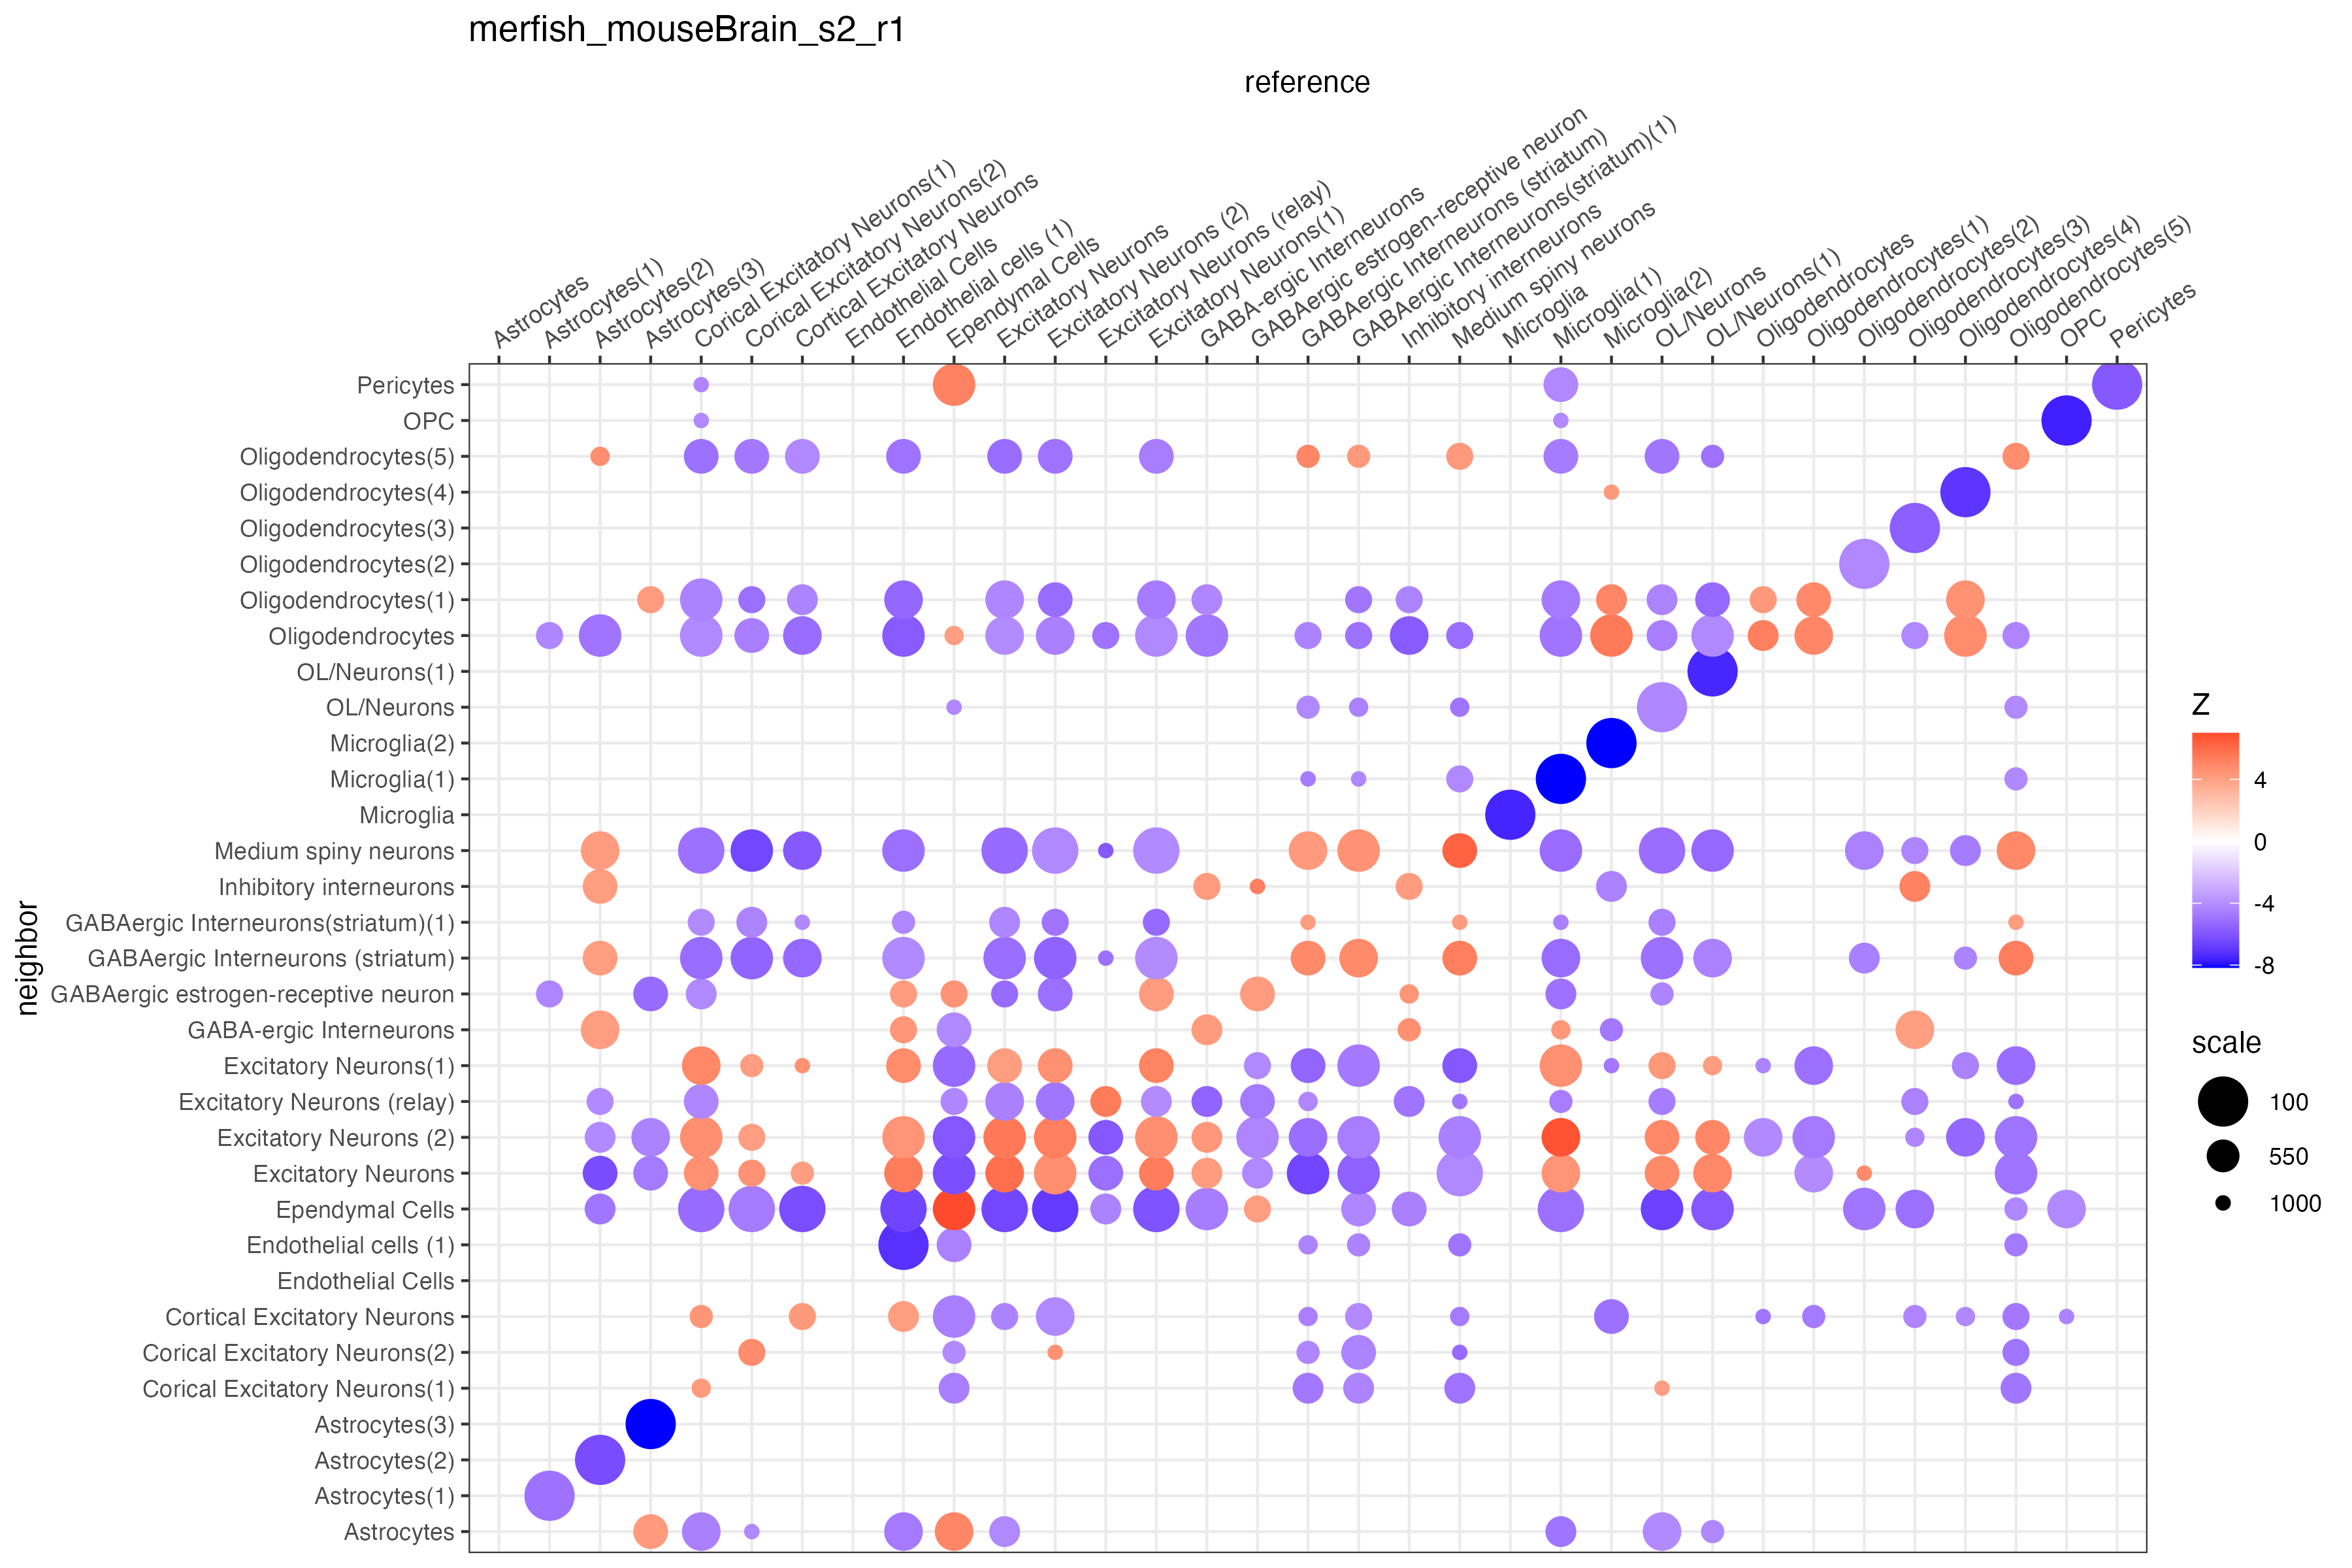 merfish_mouseBrain_s2_r1
reference
Astrocytes
Astrocytes(1)
Astrocytes(2)
Astrocytes(3)
Corical Excitatory Neurons(1)
Corical Excitatory Neurons(2)
Cortical Excitatory Neurons
Endothelial Cells
Endothelial cells (1)
Ependymal Cells
Excitatory Neurons
Excitatory Neurons (2)
Excitatory Neurons (relay)
Excitatory Neurons(1)
GABA-ergic Interneurons
GABAergic estrogen-receptive neuron
GABAergic Interneurons (striatum)
GABAergic Interneurons(striatum)(1)
Inhibitory interneurons
Medium spiny neurons
Microglia
Microglia(1)
Microglia(2)
OL/Neurons
OL/Neurons(1)
Oligodendrocytes
Oligodendrocytes(1)
Oligodendrocytes(2)
Oligodendrocytes(3)
Oligodendrocytes(4)
Oligodendrocytes(5)
OPC
Pericytes
neighbor
Pericytes
OPC
Oligodendrocytes(5)
Oligodendrocytes(4)
Oligodendrocytes(3)
Oligodendrocytes(2)
Oligodendrocytes(1)
Oligodendrocytes
OL/Neurons(1)
OL/Neurons
Microglia(2)
Microglia(1)
Microglia
Medium spiny neurons
Inhibitory interneurons
GABAergic Interneurons(striatum)(1)
GABAergic Interneurons (striatum)
GABAergic estrogen-receptive neuron
GABA-ergic Interneurons
Excitatory Neurons(1)
Excitatory Neurons (relay)
Excitatory Neurons (2)
Excitatory Neurons
Ependymal Cells
Endothelial cells (1)
Endothelial Cells
Cortical Excitatory Neurons
Corical Excitatory Neurons(2)
Corical Excitatory Neurons(1)
Astrocytes(3)
Astrocytes(2)
Astrocytes(1)
Astrocytes
Z
4
0
-4
-8
scale
100
550
1000